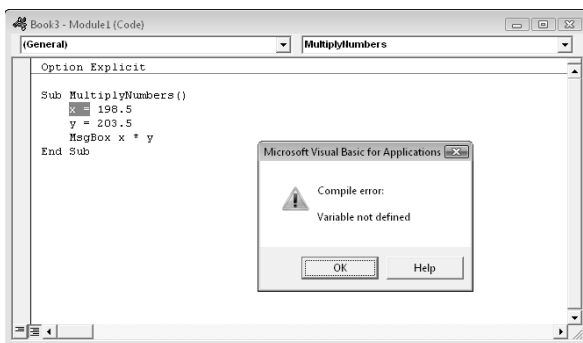 Book3 - Module1 (Code)
(General)
MultiplyNumbers
Option Explicit
Sub MultiplyNumbers()
x = 198.5
y = 203.5
MsgBox x * y
End Sub
Microsoft Visual Basic for Applications
Compile error:
Variable not defined
OK
Help